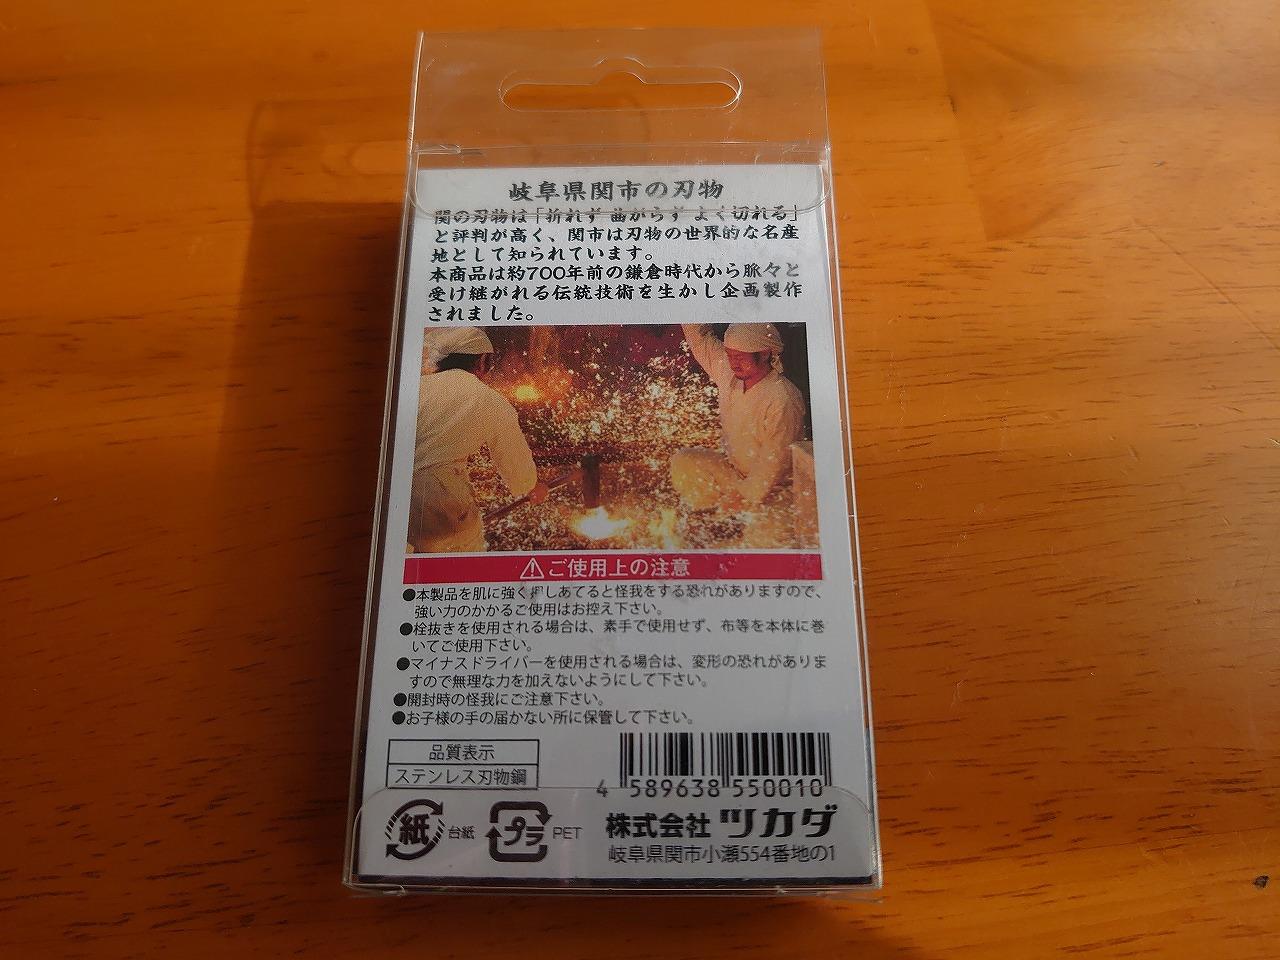 岐阜県関市の刃物
関の刃物は「折れず 曲がらず よく切れる」
と評判が高く、関市は刃物の世界的な名産
地として知られています。
本商品は約700年前の鎌倉時代から脈々と
受け継がれる伝統技術を生かし企画製作
されました。
ご使用上の注意
●本製品を肌に強く押しあてると怪我をする恐れがありますので、
強い力のかかるご使用はお控え下さい。
●栓抜きを使用される場合は、素手で使用せず、布等を本体に巻
いてご使用下さい。
●マイナスドライバーを使用される場合は、変形の恐れがありま
すので無理な力を加えないようにして下さい。
●開封時の怪我にご注意下さい。
●お子様の手の届かない所に保管して下さい。
品質表示
ステンレス刃物鋼
4 589638 550010
紙 台紙 プラ PET
株式会社 ツカダ
岐阜県関市小瀬554番地の1